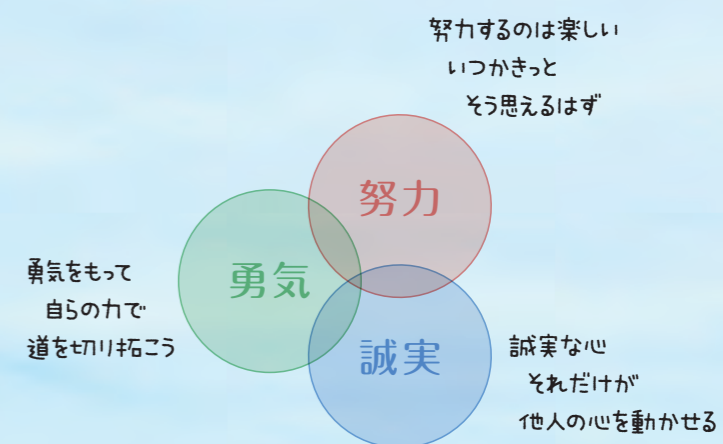 努力するのは楽しい
いつかきっと
そう思えるはず
努力
勇気
勇気をもって
自らの力で
道を切り拓こう
誠実
誠実な心
それだけが
他人の心を動かせる